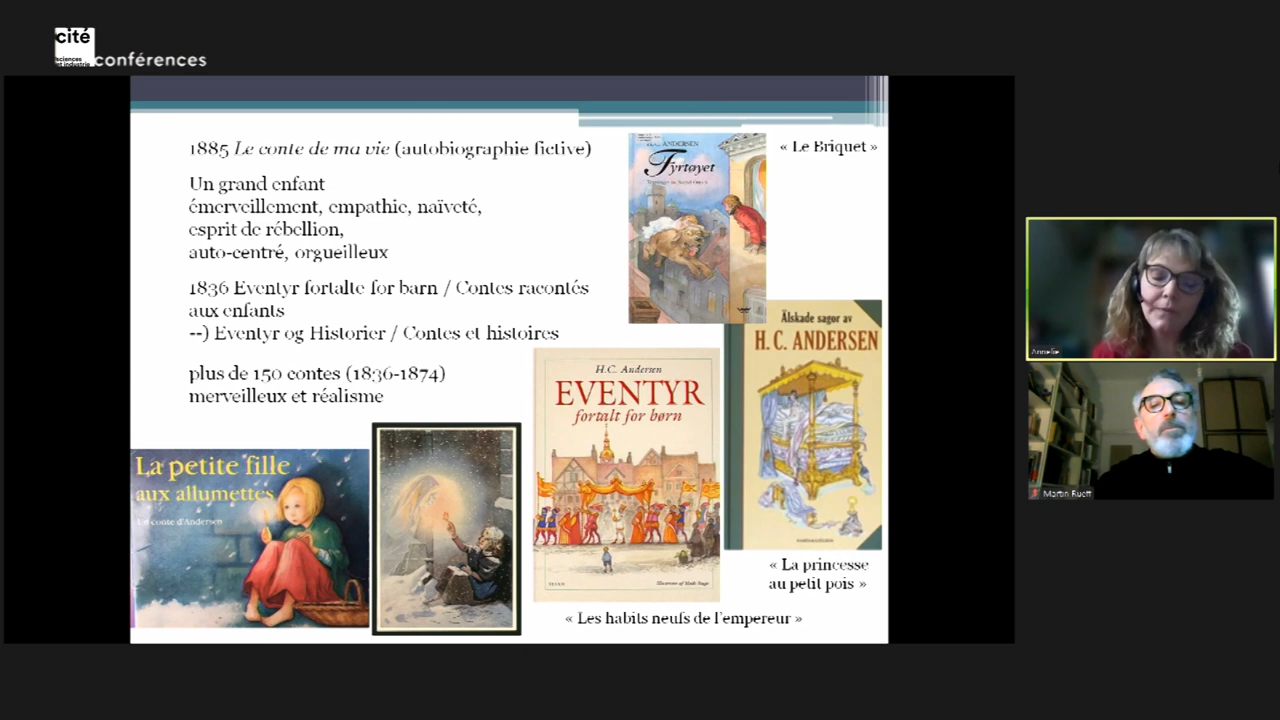 cité
sciences
et industrie
conférences
1885 Le conte de ma vie (autobiographie fictive)
Un grand enfant
émerveillement, empathie, naïveté,
esprit de rébellion,
auto-centré, orgueilleux
1836 Eventyr fortalte for barn / Contes racontés
aux enfants
--) Eventyr og Historier / Contes et histoires
plus de 150 contes (1836-1874)
merveilleux et réalisme
ANDERSEN
Fyrtøyet
« Le Briquet »
Älskade sagor av
H. C. ANDERSEN
« La princesse
au petit pois »
H.C. Andersen
EVENTYR
fortalt for børn
« Les habits neufs de l'empereur »
La petite fille
aux allumettes
Un conte d'Andersen
Annelie
Martin Rueff